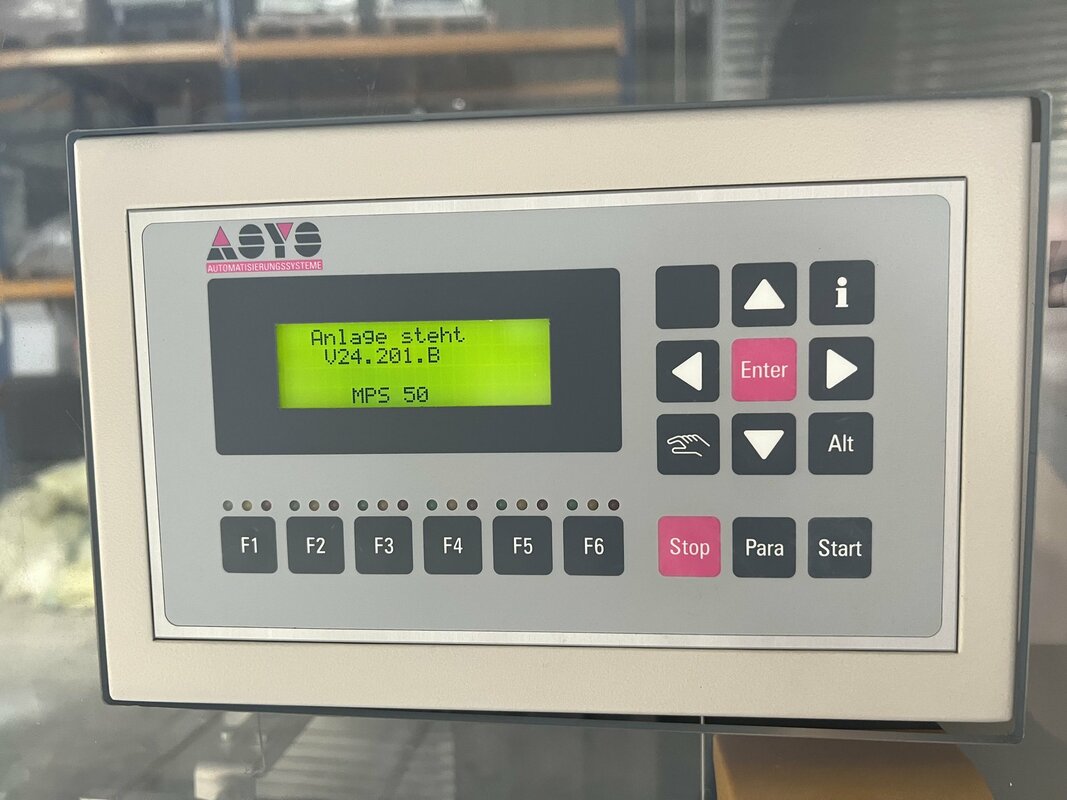 ASYS
AUTOMATISIERUNGSSYSTEME
Anlage steht
V24.201.B
MPS 50
i
Enter
Alt
F1 F2 F3 F4 F5 F6 Stop Para Start